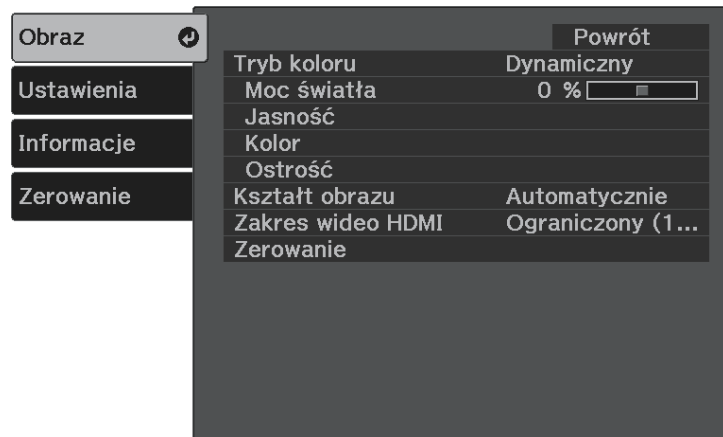 Obraz
Ustawienia
Informacje
Zerowanie
Powrót
Tryb koloru Dynamiczny
Moc światła 0 %
Jasność
Kolor
Ostrość
Kształt obrazu Automatycznie
Zakres wideo HDMI Ograniczony (1...
Zerowanie